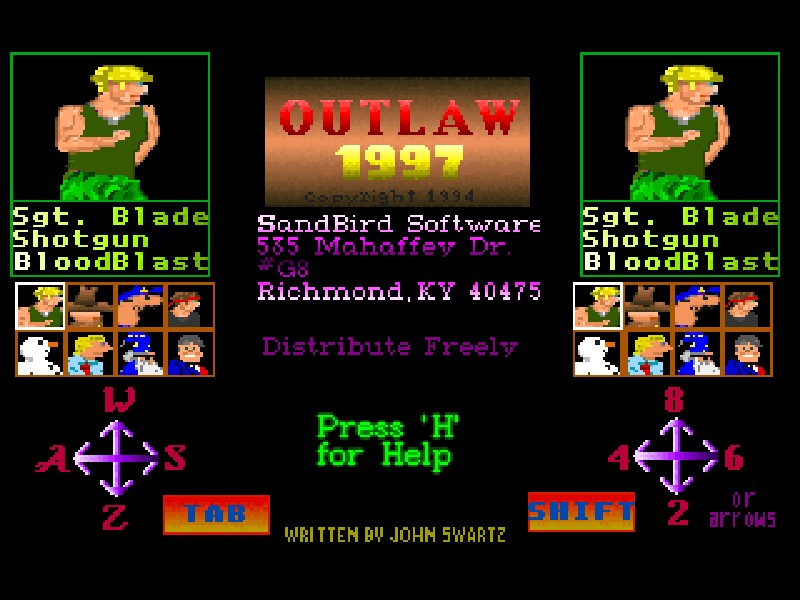 OUTLAW
1997
Copyright 1994
Sgt. Blade
Shotgun
BloodBlast
SandBird Software
535 Mahaffey Dr.
#G8
Richmond,KY 40475
Distribute Freely
Sgt. Blade
Shotgun
BloodBlast
W
A S
Z
TAB
Press 'H'
for Help
WRITTEN BY JOHN SWARTZ
8
4 6
2
SHIFT
or
arrows